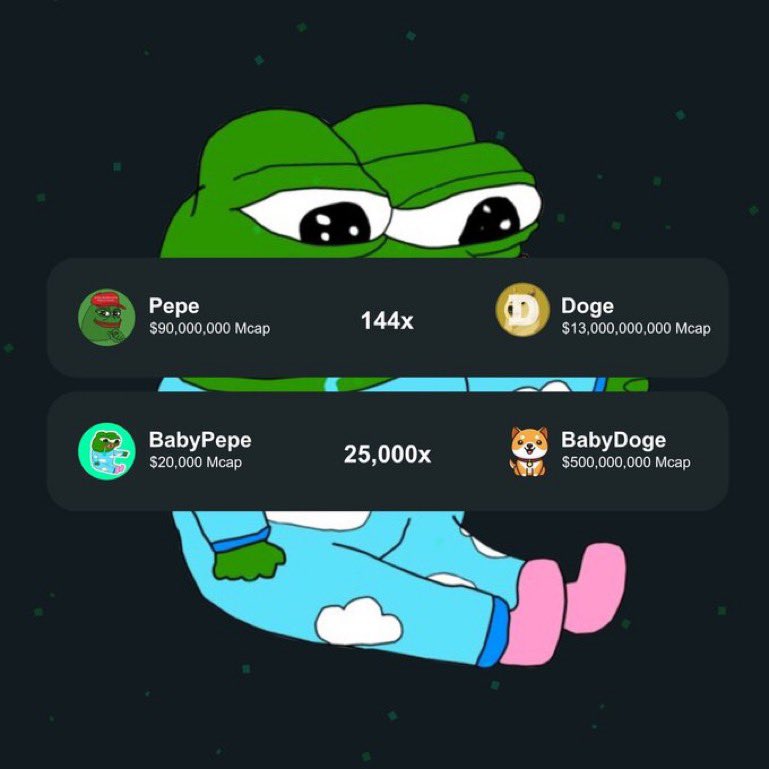 Pepe
$90,000,000 Mcap
144x
Doge
$13,000,000,000 Mcap
BabyPepe
$20,000 Mcap
25,000x
BabyDoge
$500,000,000 Mcap